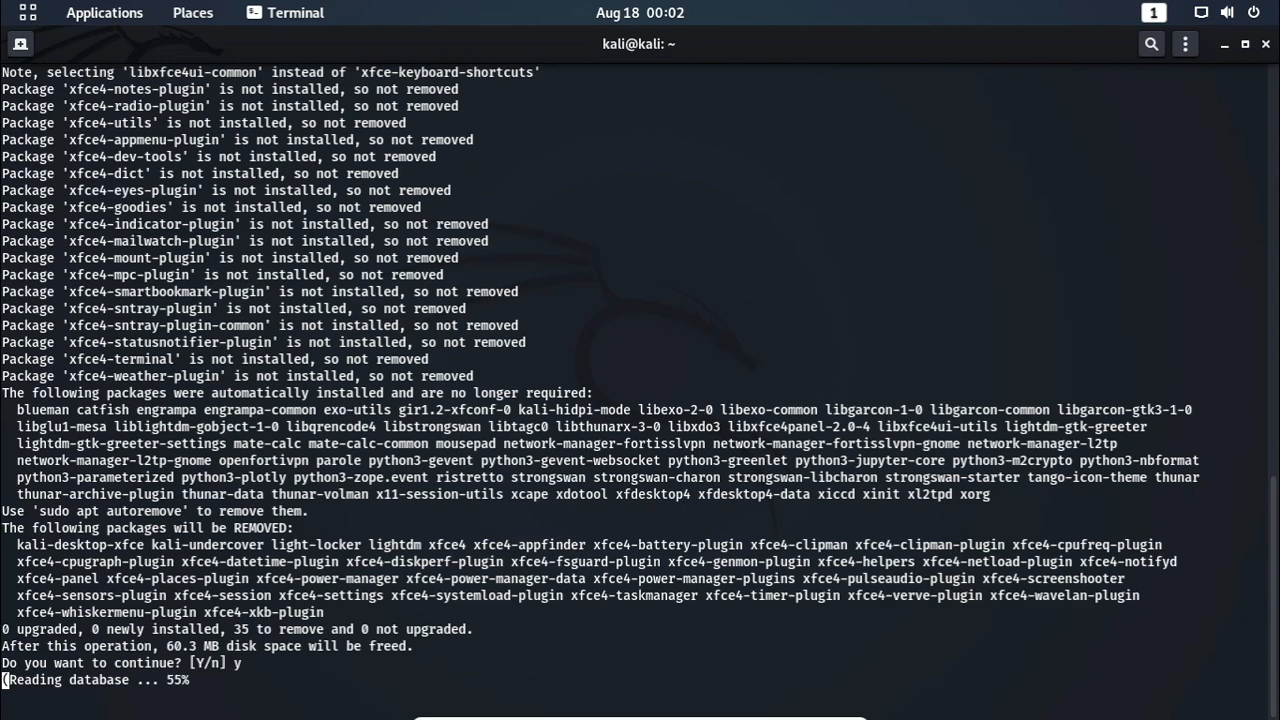 Applications Places Terminal Aug 18 00:02 1
kali@kali: ~
Note, selecting 'libxfce4ui-common' instead of 'xfce-keyboard-shortcuts'
Package 'xfce4-notes-plugin' is not installed, so not removed
Package 'xfce4-radio-plugin' is not installed, so not removed
Package 'xfce4-utils' is not installed, so not removed
Package 'xfce4-appmenu-plugin' is not installed, so not removed
Package 'xfce4-dev-tools' is not installed, so not removed
Package 'xfce4-dict' is not installed, so not removed
Package 'xfce4-eyes-plugin' is not installed, so not removed
Package 'xfce4-goodies' is not installed, so not removed
Package 'xfce4-indicator-plugin' is not installed, so not removed
Package 'xfce4-mailwatch-plugin' is not installed, so not removed
Package 'xfce4-mount-plugin' is not installed, so not removed
Package 'xfce4-mpc-plugin' is not installed, so not removed
Package 'xfce4-smartbookmark-plugin' is not installed, so not removed
Package 'xfce4-sntray-plugin' is not installed, so not removed
Package 'xfce4-sntray-plugin-common' is not installed, so not removed
Package 'xfce4-statusnotifier-plugin' is not installed, so not removed
Package 'xfce4-terminal' is not installed, so not removed
Package 'xfce4-weather-plugin' is not installed, so not removed
The following packages were automatically installed and are no longer required:
blueman catfish engrampa engrampa-common exo-utils gir1.2-xfconf-0 kali-hidpi-mode libexo-2-0 libexo-common libgarcon-1-0 libgarcon-common libgarcon-gtk3-1-0
libglu1-mesa liblightdm-gobject-1-0 libqrencode4 libstrongswan libtagc0 libthunarx-3-0 libxdo3 libxfce4panel-2.0-4 libxfce4ui-utils lightdm-gtk-greeter
lightdm-gtk-greeter-settings mate-calc mate-calc-common mousepad network-manager-fortisslvpn network-manager-fortisslvpn-gnome network-manager-l2tp
network-manager-l2tp-gnome openfortivpn parole python3-gevent python3-gevent-websocket python3-greenlet python3-jupyter-core python3-m2crypto python3-nbformat
python3-parameterized python3-plotly python3-zope.event ristretto strongswan strongswan-charon strongswan-libcharon strongswan-starter tango-icon-theme thunar
thunar-archive-plugin thunar-data thunar-volman x11-session-utils xcape xdotool xfdesktop4 xfdesktop4-data xiccd xinit xl2tpd xorg
Use 'sudo apt autoremove' to remove them.
The following packages will be REMOVED:
kali-desktop-xfce kali-undercover light-locker lightdm xfce4 xfce4-appfinder xfce4-battery-plugin xfce4-clipman xfce4-clipman-plugin xfce4-cpufreq-plugin
xfce4-cpugraph-plugin xfce4-datetime-plugin xfce4-diskperf-plugin xfce4-fsguard-plugin xfce4-genmon-plugin xfce4-helpers xfce4-netload-plugin xfce4-notifyd
xfce4-panel xfce4-places-plugin xfce4-power-manager xfce4-power-manager-data xfce4-power-manager-plugins xfce4-pulseaudio-plugin xfce4-screenshooter
xfce4-sensors-plugin xfce4-session xfce4-settings xfce4-systemload-plugin xfce4-taskmanager xfce4-timer-plugin xfce4-verve-plugin xfce4-wavelan-plugin
xfce4-whiskermenu-plugin xfce4-xkb-plugin
0 upgraded, 0 newly installed, 35 to remove and 0 not upgraded.
After this operation, 60.3 MB disk space will be freed.
Do you want to continue? [Y/n] y
(Reading database ... 55%